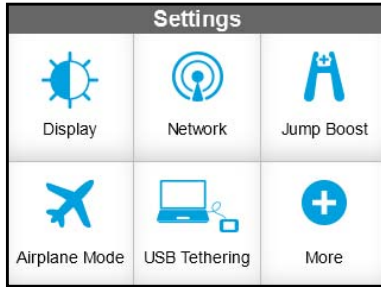 Settings
Display
Network
Jump Boost
Airplane Mode
USB Tethering
More